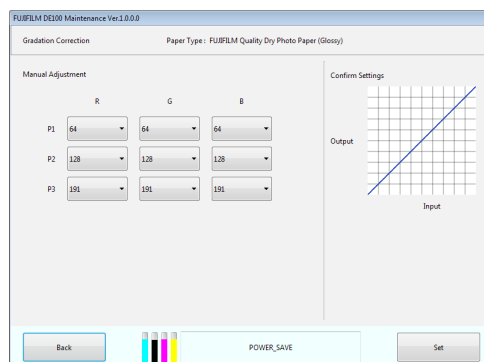 FUJIFILM DE100 Maintenance Ver.1.0.0.0
Gradation Correction Paper Type : FUJIFILM Quality Dry Photo Paper (Glossy)
Manual Adjustment
Confirm Settings
R G B
P1 64 64 64
P2 128 128 128
P3 191 191 191
Output
Input
Back POWER_SAVE Set